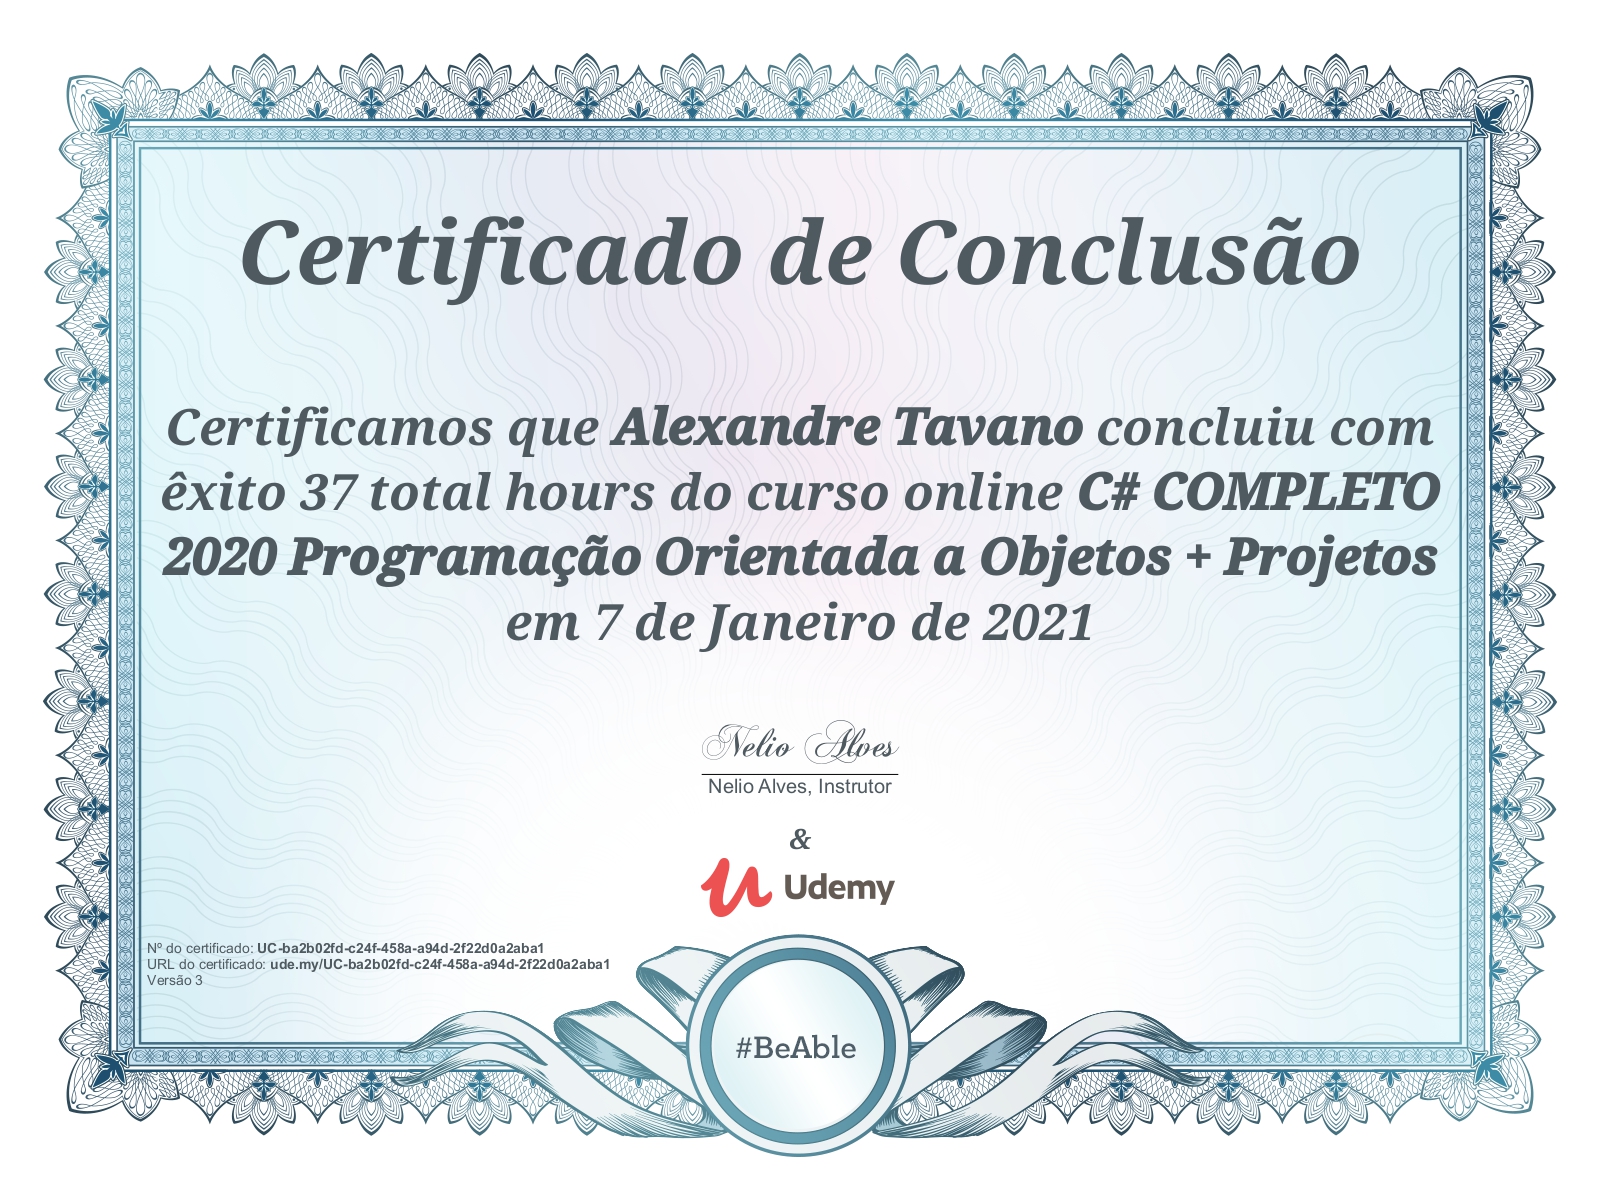 Certificado de Conclusão
Certificamos que Alexandre Tavano concluiu com
êxito 37 total hours do curso online C# COMPLETO
2020 Programação Orientada a Objetos + Projetos
em 7 de Janeiro de 2021
Nelio Alves
Nelio Alves, Instrutor
&
Udemy
Nº do certificado: UC-ba2b02fd-c24f-458a-a94d-2f22d0a2aba1
URL do certificado: ude.my/UC-ba2b02fd-c24f-458a-a94d-2f22d0a2aba1
Versão 3
#BeAble